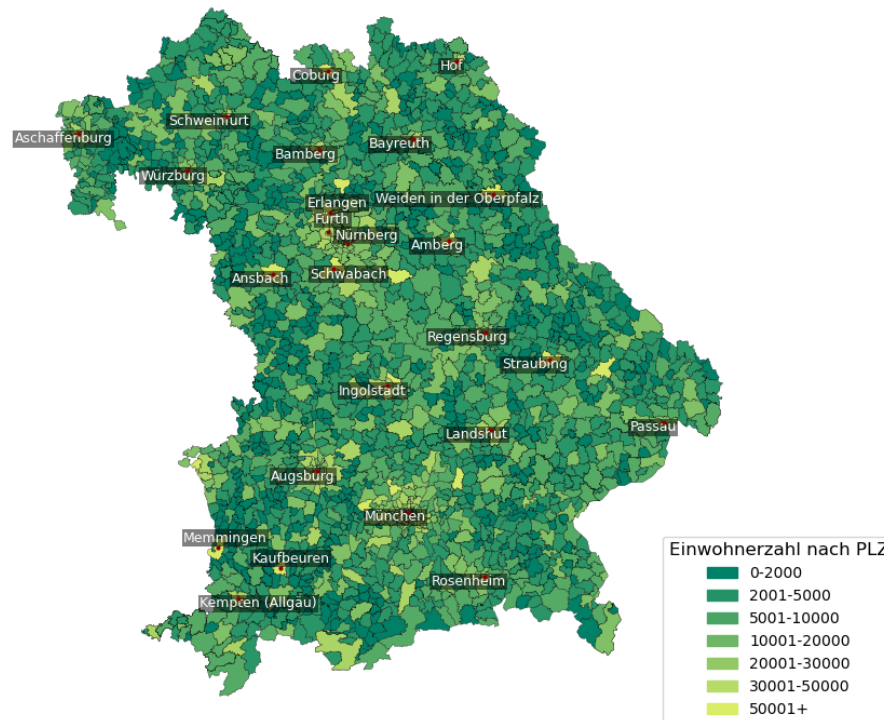 Coburg
Hof
Schweinfurt
Aschaffenburg
Bayreuth
Bamberg
Würzburg
Weiden in der Oberpfalz
Erlangen
Fürth
Nürnberg
Amberg
Schwabach
Ansbach
Regensburg
Straubing
Ingolstadt
Passau
Landshut
Augsburg
München
Memmingen
Kaufbeuren
Rosenheim
Kempten (Allgäu)
Einwohnerzahl nach PLZ
0-2000
2001-5000
5001-10000
10001-20000
20001-30000
30001-50000
50001+